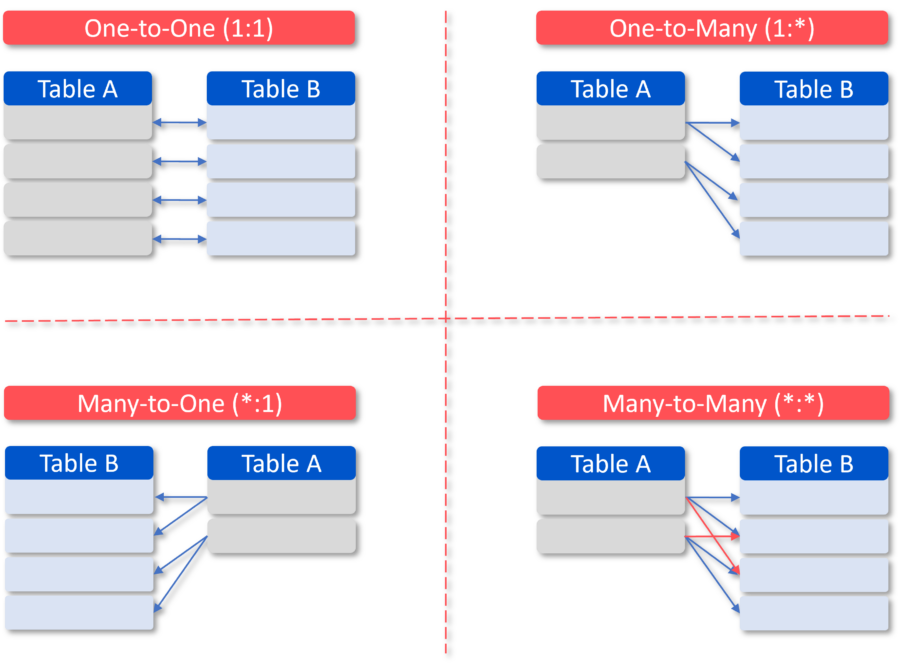 One-to-One (1:1)
Table A
Table B
One-to-Many (1:*)
Table A
Table B
Many-to-One (*:1)
Table B
Table A
Many-to-Many (*:*)
Table A
Table B